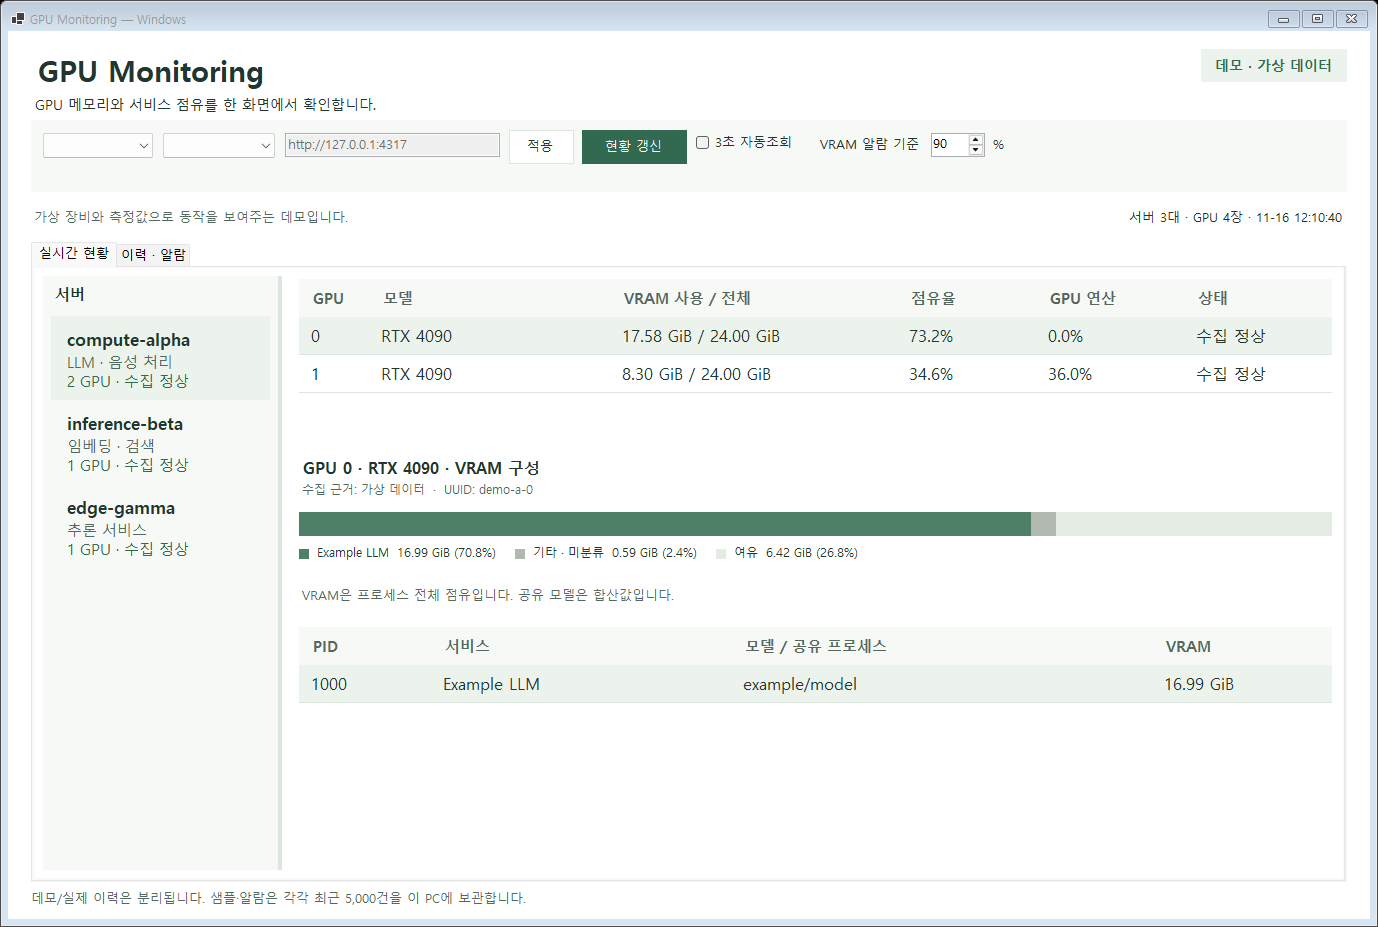 GPU Monitoring — Windows
GPU Monitoring
데모 · 가상 데이터
GPU 메모리와 서비스 점유를 한 화면에서 확인합니다.
http://127.0.0.1:4317 적용 현황 갱신 3초 자동조회 VRAM 알람 기준 90 %
가상 장비와 측정값으로 동작을 보여주는 데모입니다. 서버 3대 · GPU 4장 · 11-16 12:10:40
실시간 현황 이력 · 알람
서버
compute-alpha
LLM · 음성 처리
2 GPU · 수집 정상
inference-beta
임베딩 · 검색
1 GPU · 수집 정상
edge-gamma
추론 서비스
1 GPU · 수집 정상
GPU 모델 VRAM 사용 / 전체 점유율 GPU 연산 상태
0 RTX 4090 17.58 GiB / 24.00 GiB 73.2% 0.0% 수집 정상
1 RTX 4090 8.30 GiB / 24.00 GiB 34.6% 36.0% 수집 정상
GPU 0 · RTX 4090 · VRAM 구성
수집 근거: 가상 데이터 · UUID: demo-a-0
Example LLM 16.99 GiB (70.8%) 기타 · 미분류 0.59 GiB (2.4%) 여유 6.42 GiB (26.8%)
VRAM은 프로세스 전체 점유입니다. 공유 모델은 합산값입니다.
PID 서비스 모델 / 공유 프로세스 VRAM
1000 Example LLM example/model 16.99 GiB
데모/실제 이력은 분리됩니다. 샘플·알람은 각각 최근 5,000건을 이 PC에 보관합니다.